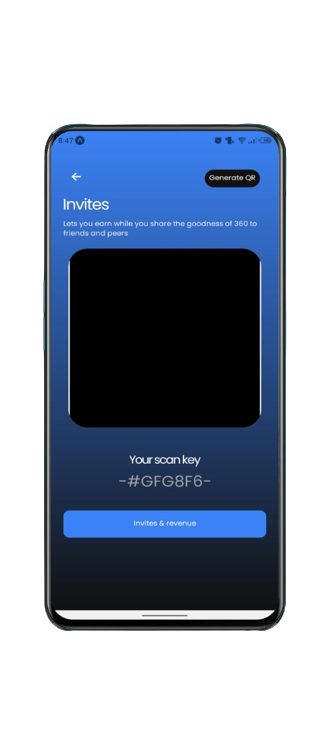 8:47
Generate QR
Invites
Lets you earn while you share the goodness of 360 to
friends and peers
Your scan key
-#GFG8F6-
Invites & revenue